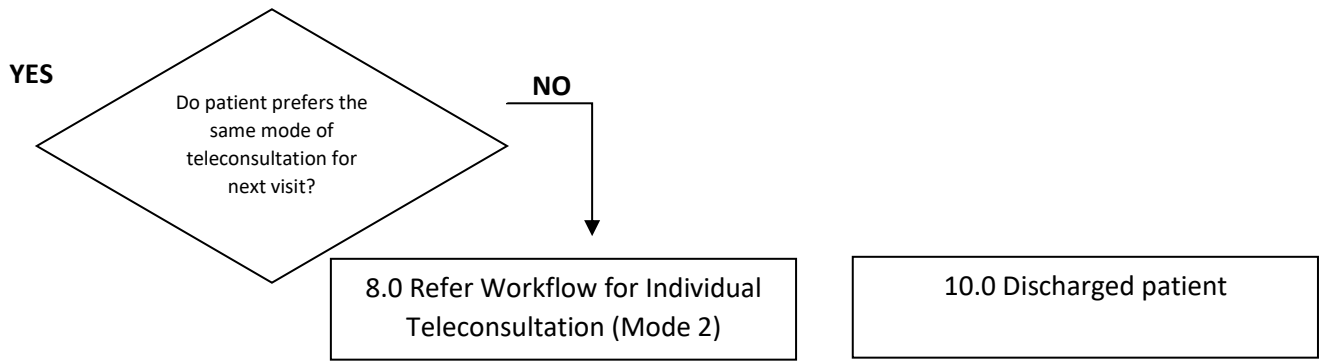 YES
Do patient prefers the
same mode of
teleconsultation for
next visit?
NO
8.0 Refer Workflow for Individual
Teleconsultation (Mode 2)
10.0 Discharged patient